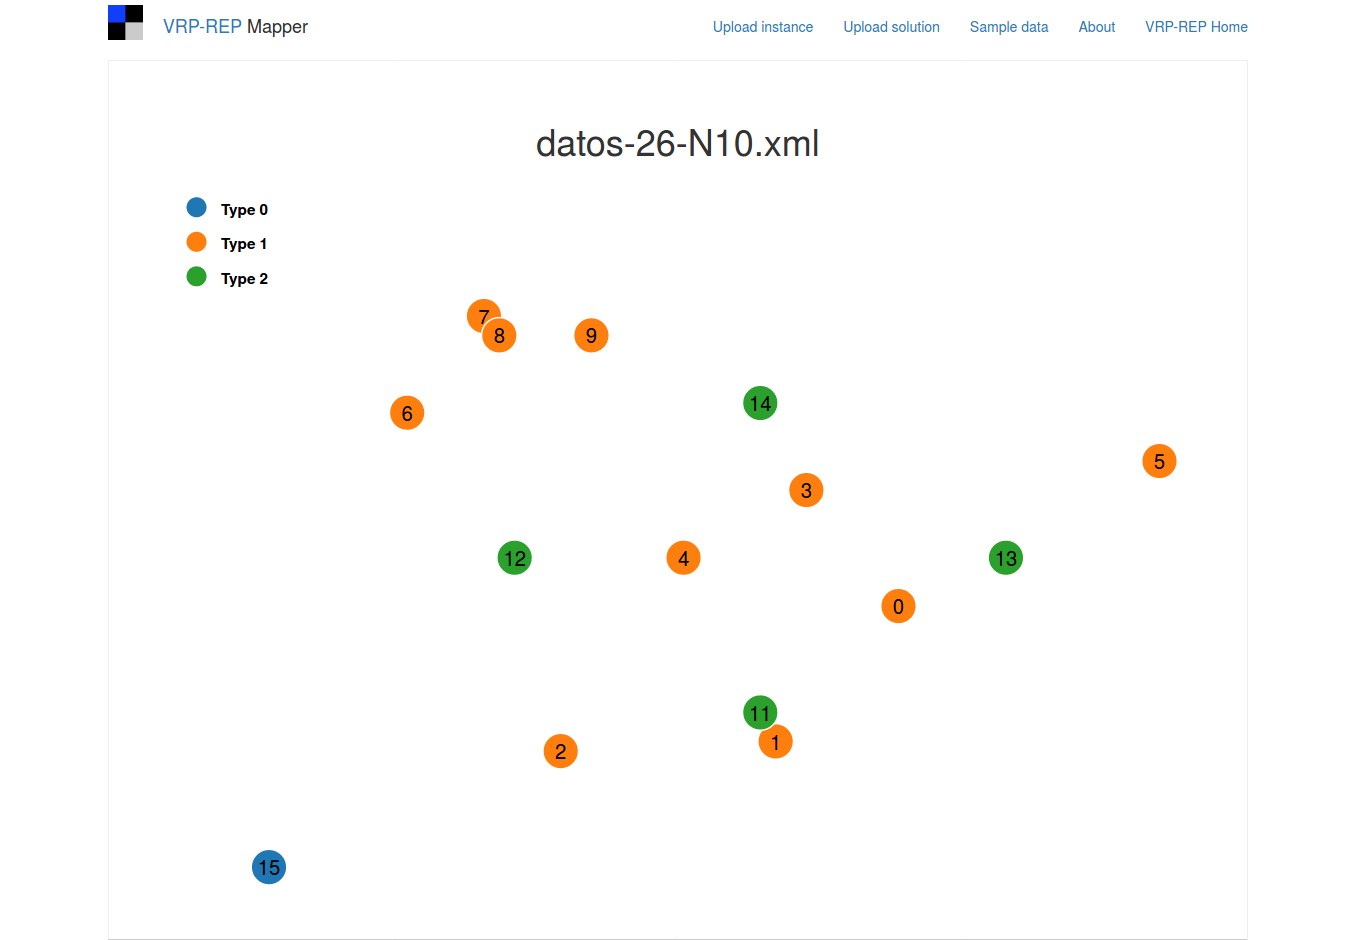 VRP-REP Mapper
Upload instance
Upload solution
Sample data
About
VRP-REP Home
datos-26-N10.xml
Type 0
Type 1
Type 2
7
8
9
14
6
5
3
12
4
13
0
11
1
2
15